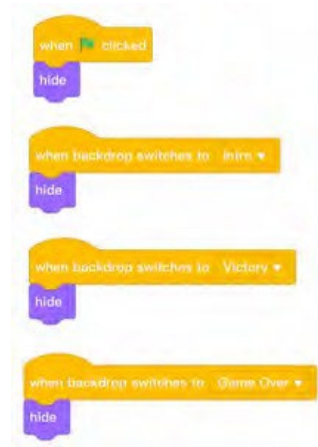 when clicked
hide
when backdrop switches to Intro
hide
when backdrop switches to Victory
hide
when backdrop switches to Game Over
hide